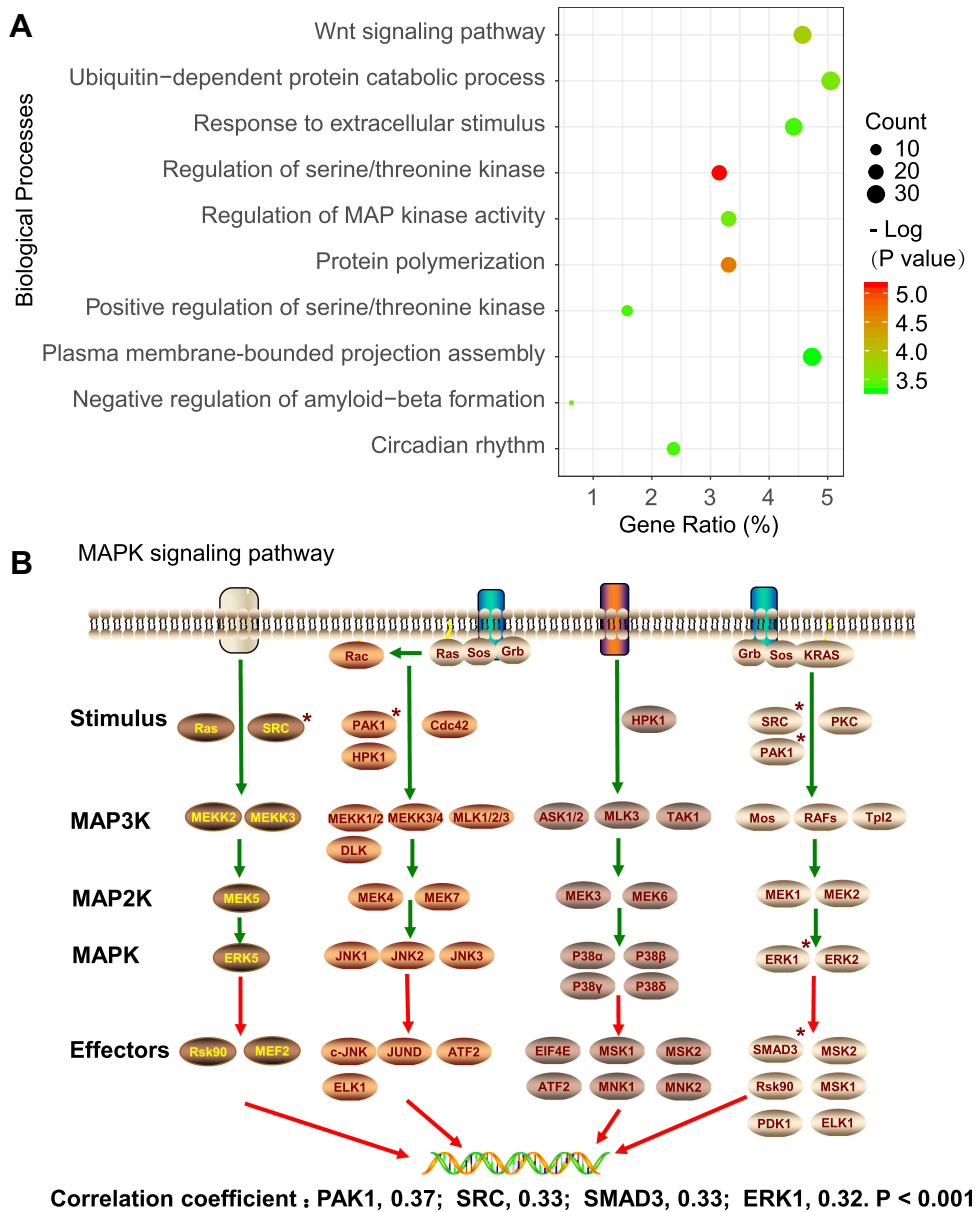 A
Biological Processes
Wnt signaling pathway
Ubiquitin−dependent protein catabolic process
Response to extracellular stimulus
Regulation of serine/threonine kinase
Regulation of MAP kinase activity
Protein polymerization
Positive regulation of serine/threonine kinase
Plasma membrane-bounded projection assembly
Negative regulation of amyloid−beta formation
Circadian rhythm
1 2 3 4 5
Gene Ratio (%)
Count
10
20
30
- Log
(P value)
5.0
4.5
4.0
3.5
B MAPK signaling pathway
Rac Ras Sos Grb Grb Sos KRAS
Stimulus Ras SRC * PAK1 * Cdc42 HPK1 SRC * PKC
HPK1 PAK1 *
MAP3K MEKK2 MEKK3 MEKK1/2 MEKK3/4 MLK1/2/3 ASK1/2 MLK3 TAK1 Mos RAFs Tpl2
DLK
MAP2K MEK5 MEK4 MEK7 MEK3 MEK6 MEK1 MEK2
MAPK ERK5 JNK1 JNK2 JNK3 P38α P38β ERK1 * ERK2
P38γ P38δ
Effectors Rsk90 MEF2 c-JNK JUND ATF2 EIF4E MSK1 MSK2 SMAD3 * MSK2
ELK1 ATF2 MNK1 MNK2 Rsk90 MSK1
PDK1 ELK1
Correlation coefficient : PAK1, 0.37; SRC, 0.33; SMAD3, 0.33; ERK1, 0.32. P < 0.001